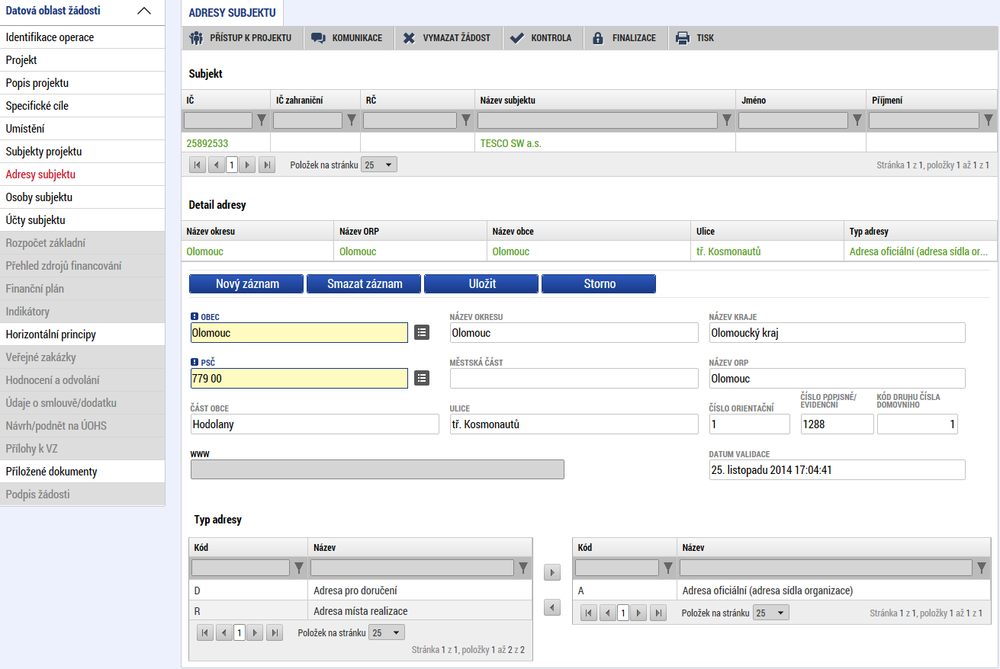 Datová oblast žádosti
Identifikace operace
Projekt
Popis projektu
Specifické cíle
Umístění
Subjekty projektu
Adresy subjektu
Osoby subjektu
Účty subjektu
Rozpočet základní
Přehled zdrojů financování
Finanční plán
Indikátory
Horizontální principy
Veřejné zakázky
Hodnocení a odvolání
Údaje o smlouvě/dodatku
Návrh/podnět na ÚOHS
Přílohy k VZ
Přiložené dokumenty
Podpis žádosti
ADRESY SUBJEKTU
PŘÍSTUP K PROJEKTU KOMUNIKACE VYMAZAT ŽÁDOST KONTROLA FINALIZACE TISK
Subjekt
IČ IČ zahraniční RČ Název subjektu Jméno Příjmení
25892533 TESCO SW a.s.
1 Položek na stránku 25 Stránka 1 z 1, položky 1 až 1 z 1
Detail adresy
Název okresu Název ORP Název obce Ulice Typ adresy
Olomouc Olomouc Olomouc tř. Kosmonautů Adresa oficiální (adresa sídla or...
Nový záznam Smazat záznam Uložit Storno
OBEC NÁZEV OKRESU NÁZEV KRAJE
Olomouc Olomouc Olomoucký kraj
PSČ MĚSTSKÁ ČÁST NÁZEV ORP
779 00 Olomouc
ČÁST OBCE ULICE ČÍSLO ORIENTAČNÍ ČÍSLO POPISNÉ/ EVIDENČNÍ KÓD DRUHU ČÍSLA DOMOVNÍHO
Hodolany tř. Kosmonautů 1 1288 1
WWW DATUM VALIDACE
25. listopadu 2014 17:04:41
Typ adresy
Kód Název
D Adresa pro doručení
R Adresa místa realizace
1 Položek na stránku 25
Stránka 1 z 1, položky 1 až 2 z 2
Kód Název
A Adresa oficiální (adresa sídla organizace)
1 Položek na stránku 25 Stránka 1 z 1, položky 1 až 1 z 1